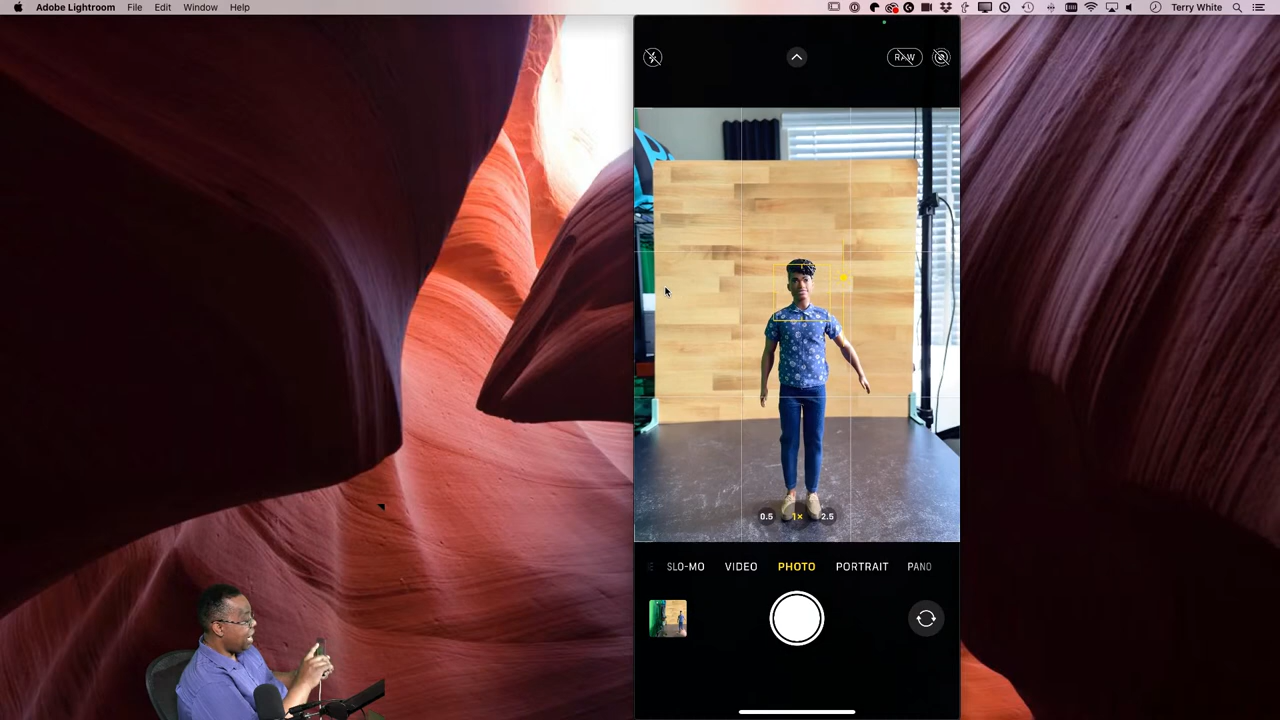 Adobe Lightroom File Edit Window Help Terry White
RAW
0.5 1× 2.5
SLO-MO VIDEO PHOTO PORTRAIT PANO